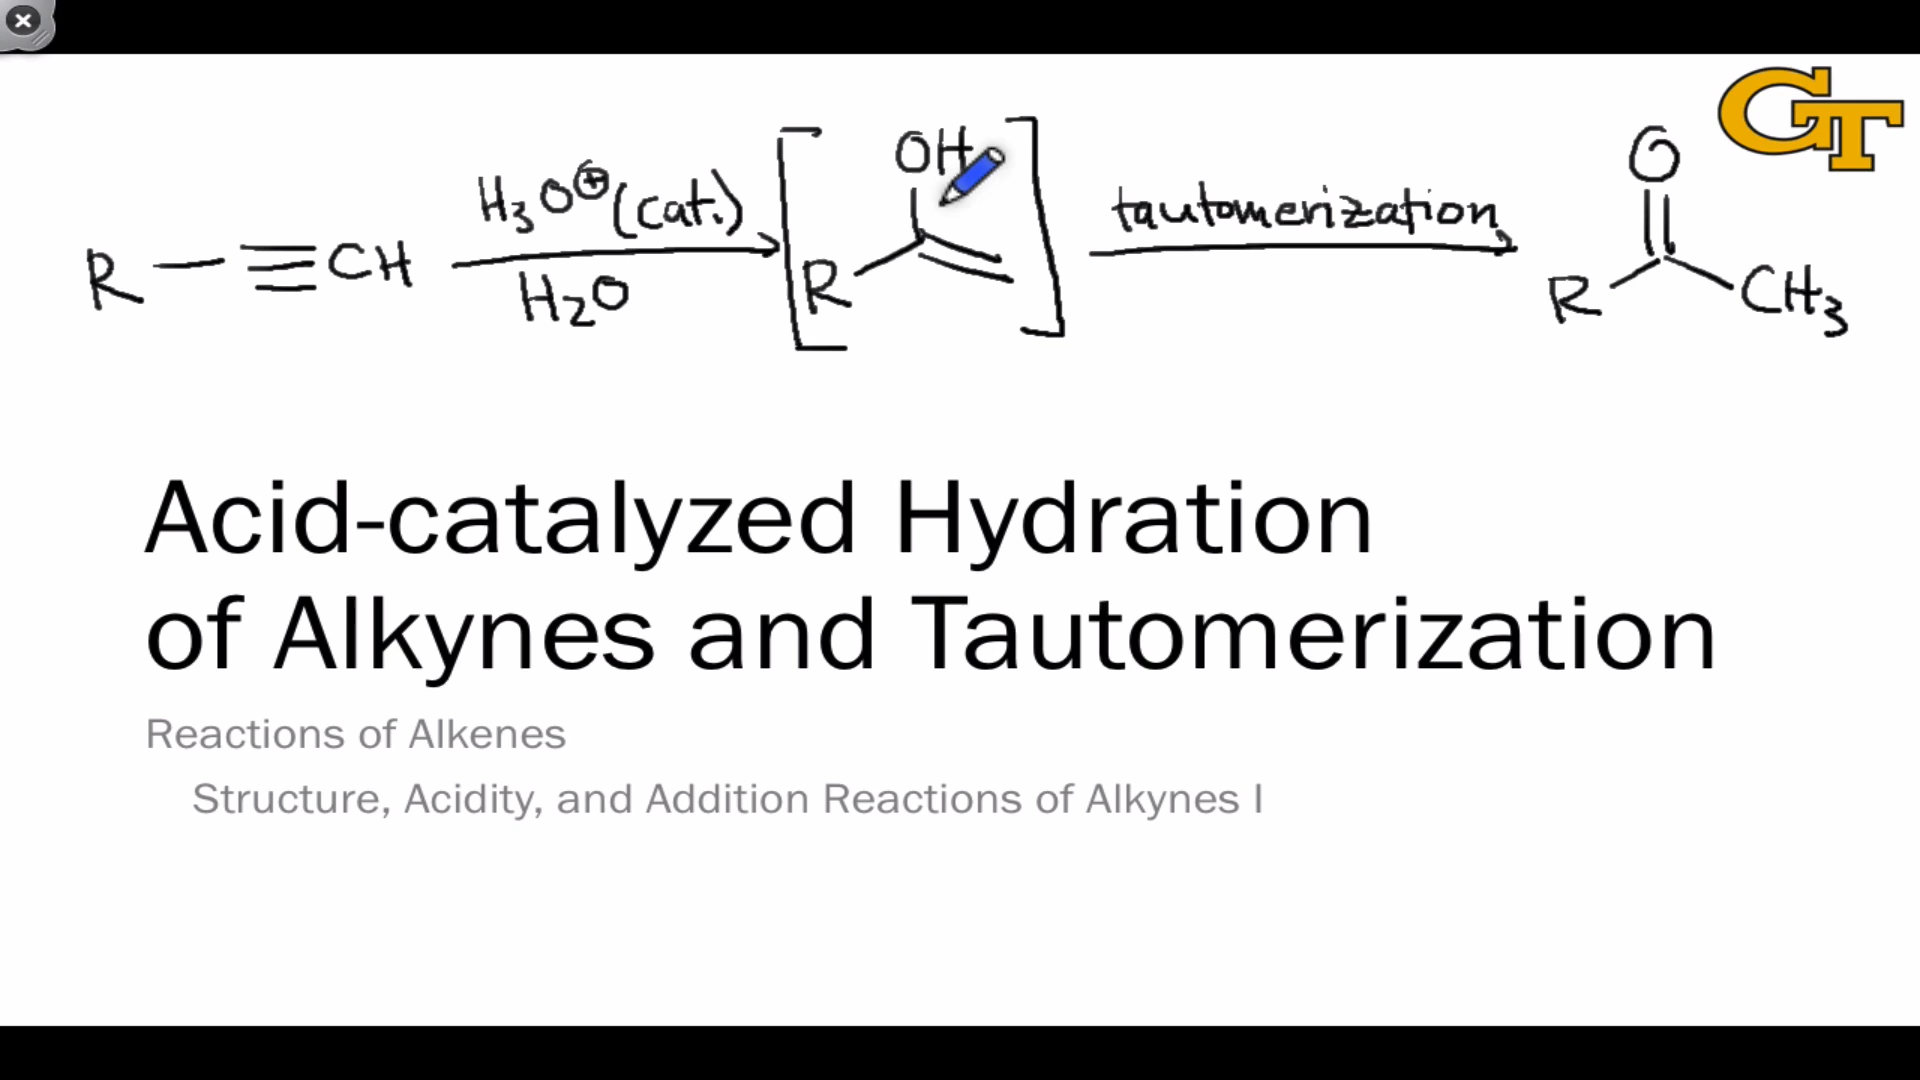 R—≡CH H₃O⊕ (cat.) H₂O [ OH R ] tautomerization O R CH₃
GT
Acid-catalyzed Hydration
of Alkynes and Tautomerization
Reactions of Alkenes
Structure, Acidity, and Addition Reactions of Alkynes I